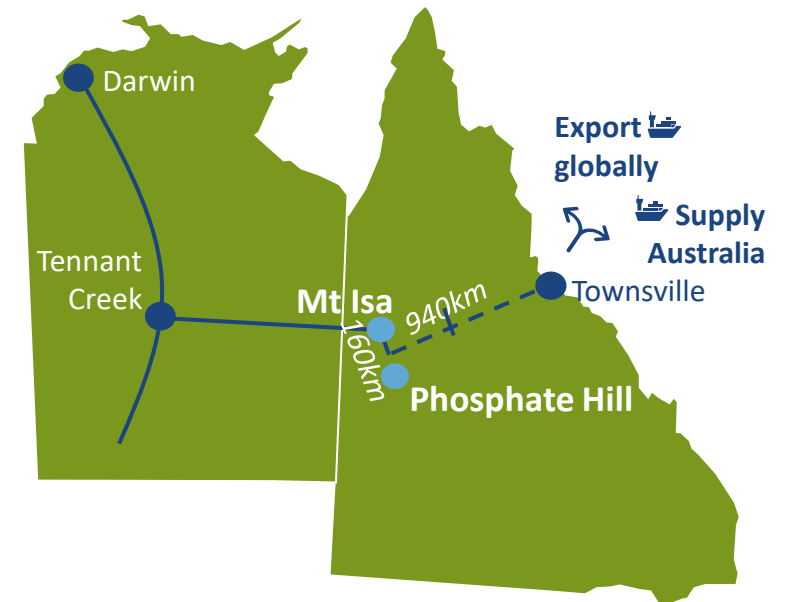 Darwin
Export
globally
Supply
Australia
Tennant
Creek
Mt Isa
940km
Townsville
160km
Phosphate Hill